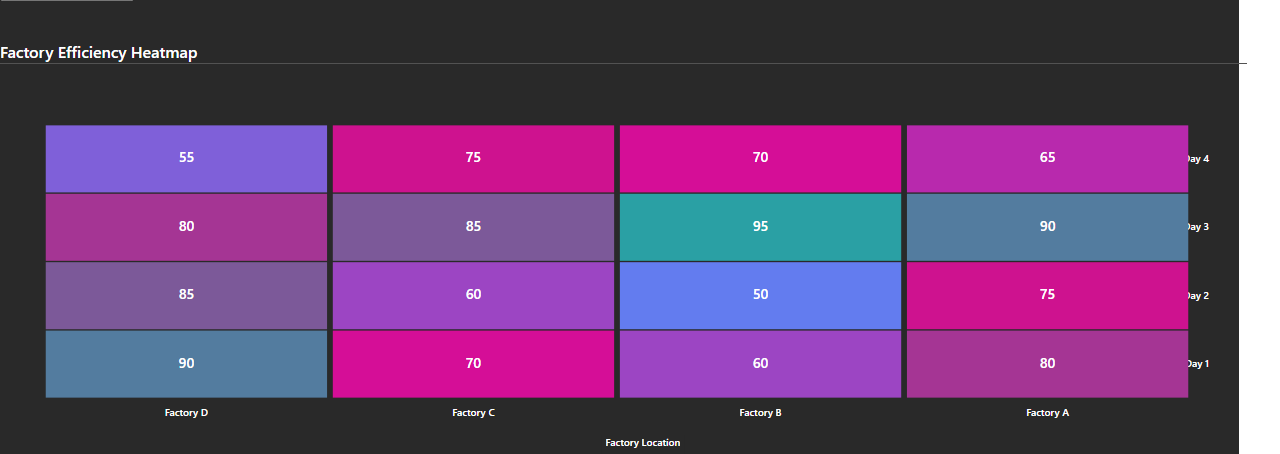 Factory Efficiency Heatmap
55 75 70 65 Day 4
80 85 95 90 Day 3
85 60 50 75 Day 2
90 70 60 80 Day 1
Factory D Factory C Factory B Factory A
Factory Location